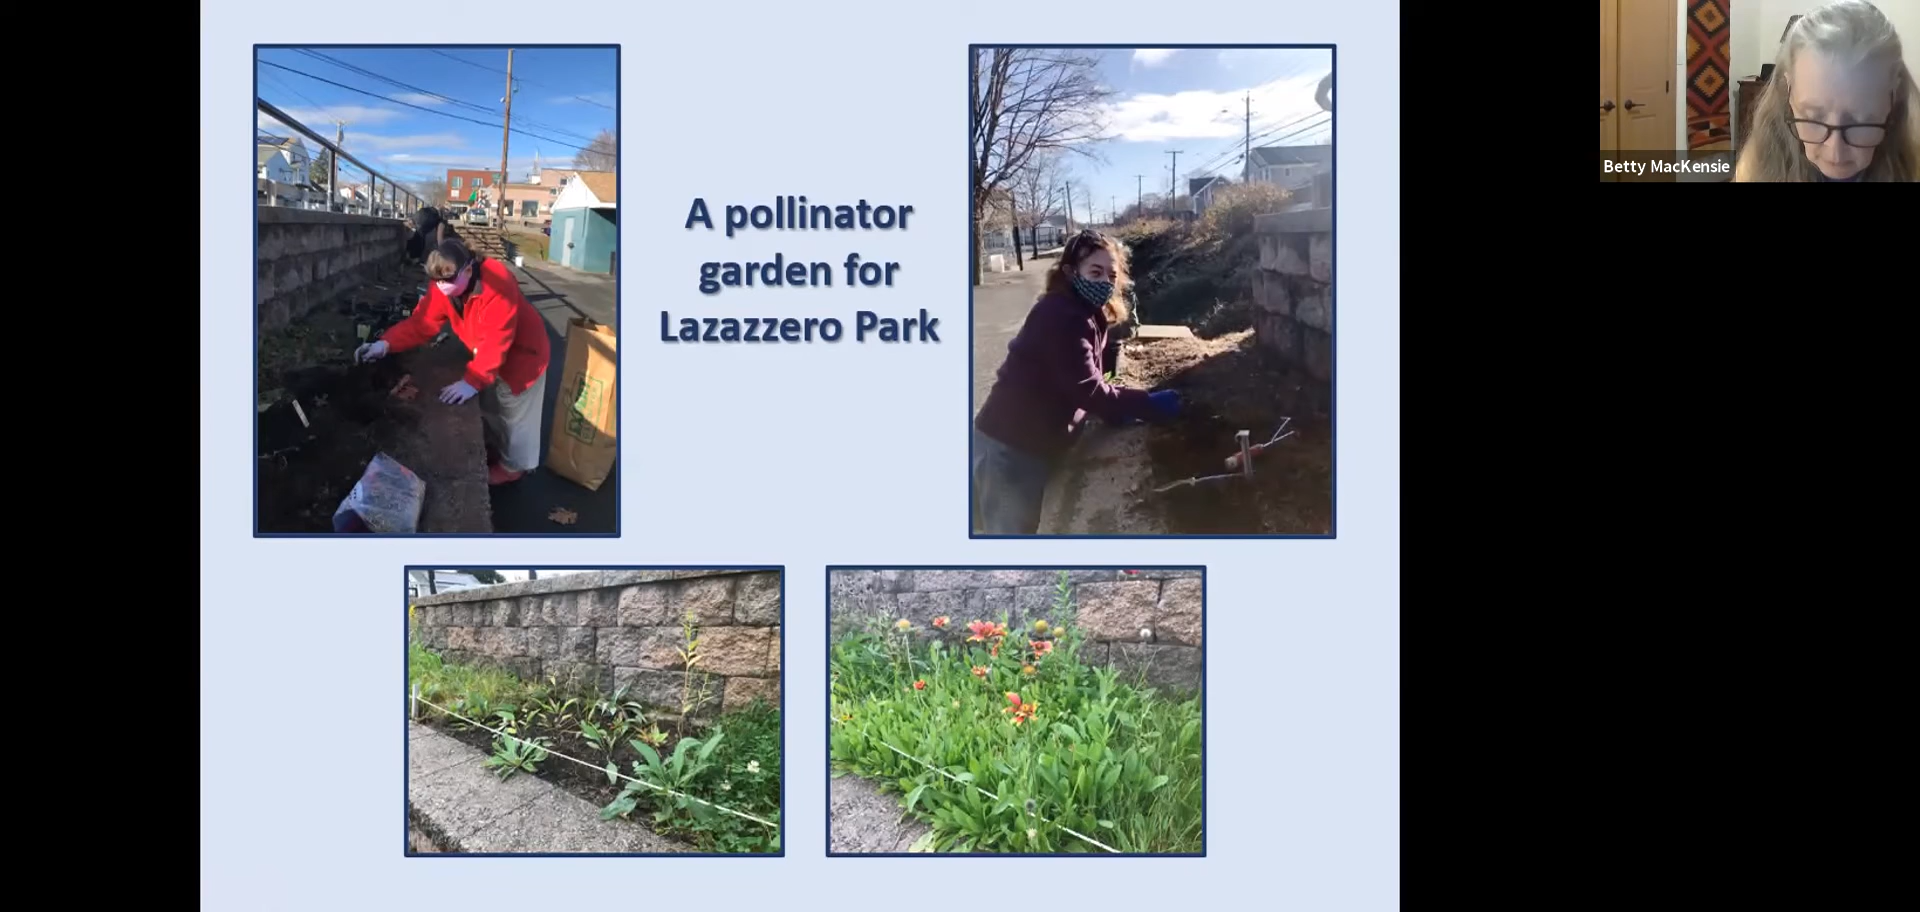 A pollinator
garden for
Lazazzero Park
Betty MacKensie